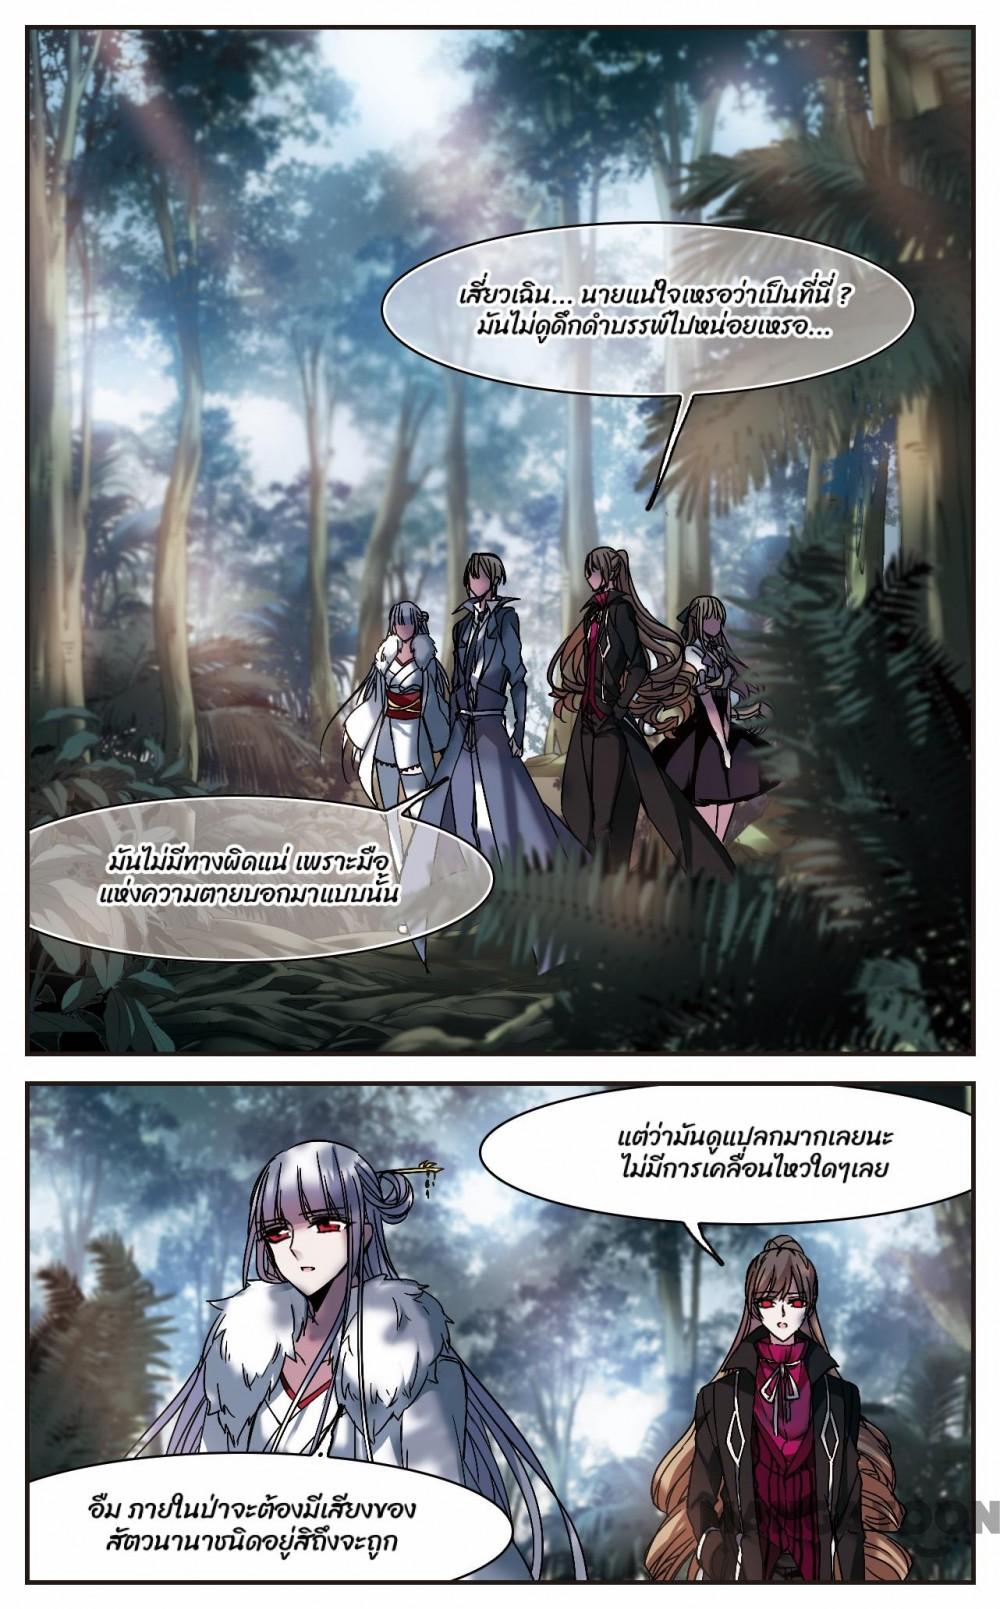 เสี่ยวเฉิน... นายแน่ใจเหรอว่าเป็นที่นี่ ?
มันไม่ดูดึกดำบรรพ์ไปหน่อยเหรอ...
มันไม่มีทางผิดแน่ เพราะมือ
แห่งความตายบอกมาแบบนั้น
แต่ว่ามันดูแปลกมากเลยนะ
ไม่มีการเคลื่อนไหวใดๆเลย
อืม ภายในป่าจะต้องมีเสียงของ
สัตวนานาชนิดอยู่สิถึงจะถูก
MANGATOON